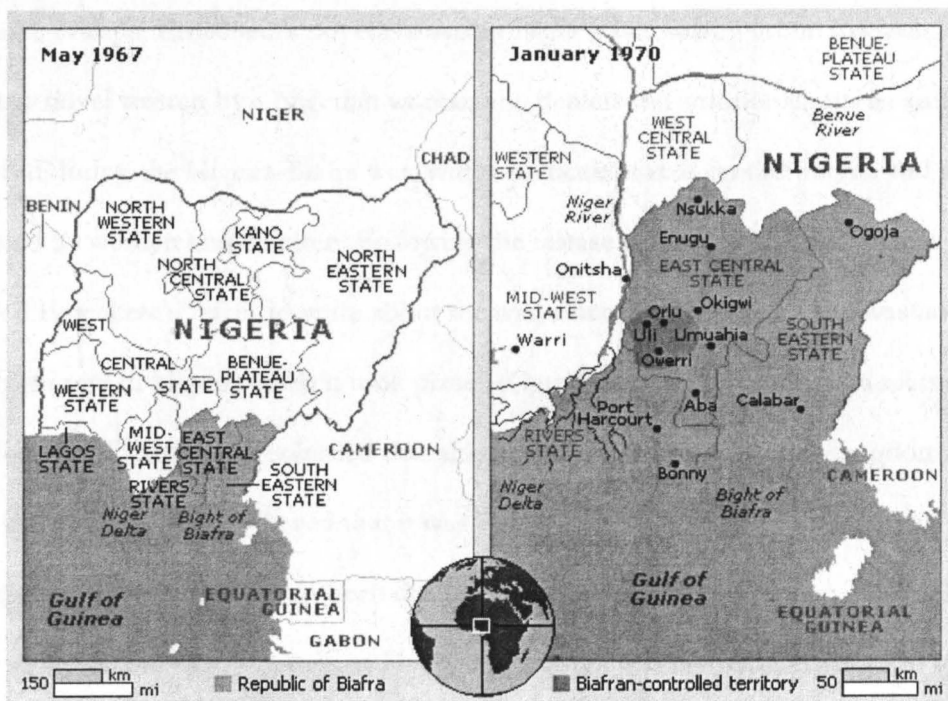 May 1967
NIGER
CHAD
BENIN
NORTH
WESTERN
STATE
KANO
STATE
NORTH
CENTRAL
STATE
NORTH
EASTERN
STATE
NIGERIA
WEST
CENTRAL
STATE
BENUE-
PLATEAU
STATE
WESTERN
STATE
LAGOS
STATE
MID-
WEST
STATE
EAST
CENTRAL
STATE
RIVERS
STATE
SOUTH
EASTERN
STATE
CAMEROON
Niger
Delta
Bight of
Biafra
Gulf of
Guinea
EQUATORIAL
GUINEA
GABON
150 km
mi
Republic of Biafra
January 1970
BENUE-
PLATEAU
STATE
Benue
River
WEST
CENTRAL
STATE
WESTERN
STATE
NIGERIA
Niger
River
Nsukka
Ogoja
Enugu
EAST CENTRAL
STATE
Onitsha
MID-WEST
STATE
Orlu
Okigwi
Uli
Umuahia
SOUTH
EASTERN
STATE
Warri
Owerri
Port
Harcourt
Aba
Calabar
RIVERS
STATE
Bonny
CAMEROON
Niger
Delta
Bight of
Biafra
Gulf of
Guinea
EQUATORIAL
GUINEA
Biafran-controlled territory
50 km
mi